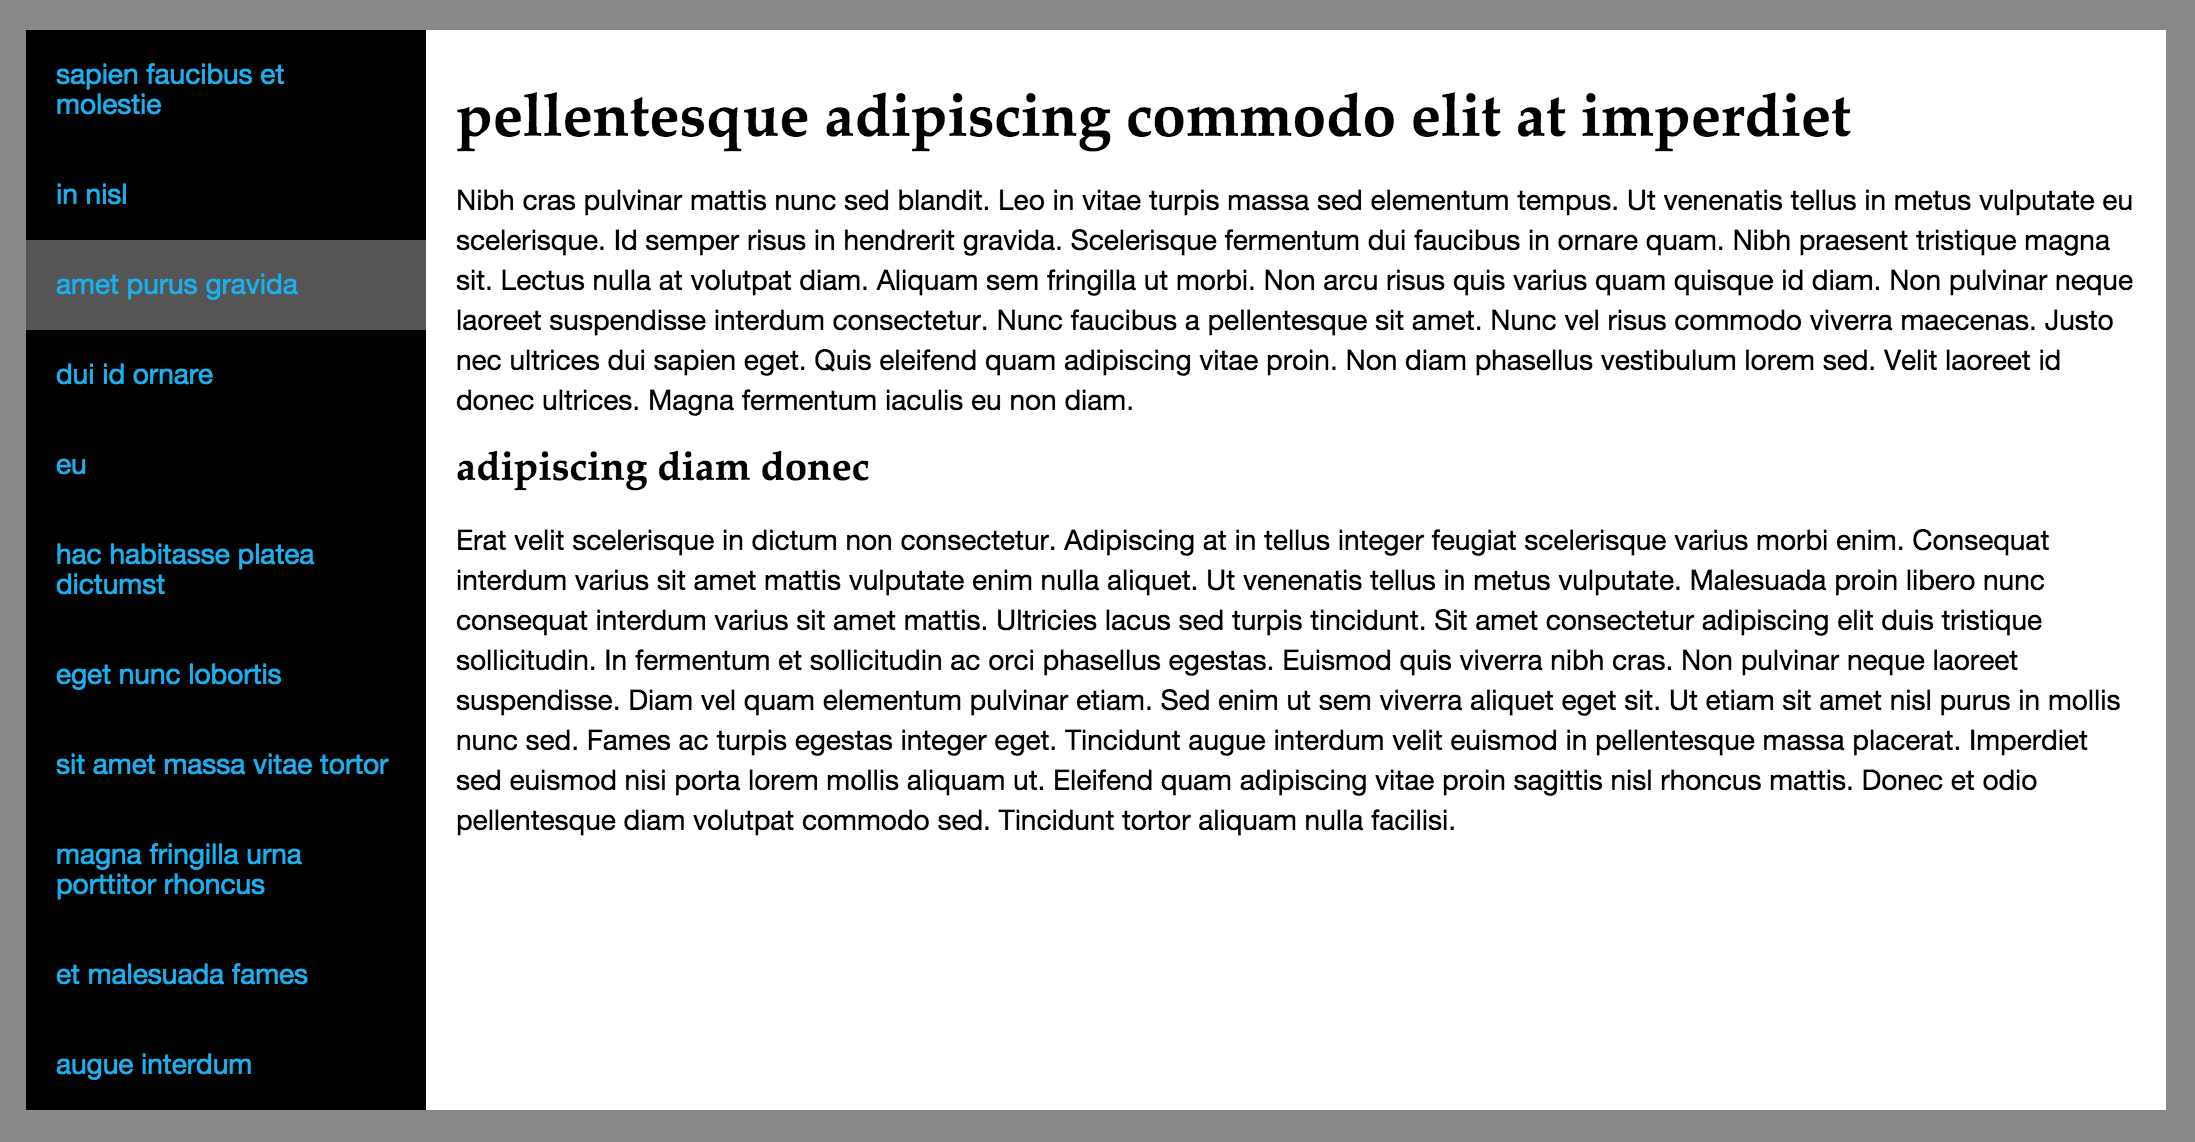 sapien faucibus et
molestie
in nisl
amet purus gravida
dui id ornare
eu
hac habitasse platea
dictumst
eget nunc lobortis
sit amet massa vitae tortor
magna fringilla urna
porttitor rhoncus
et malesuada fames
augue interdum
pellentesque adipiscing commodo elit at imperdiet
Nibh cras pulvinar mattis nunc sed blandit. Leo in vitae turpis massa sed elementum tempus. Ut venenatis tellus in metus vulputate eu
scelerisque. Id semper risus in hendrerit gravida. Scelerisque fermentum dui faucibus in ornare quam. Nibh praesent tristique magna
sit. Lectus nulla at volutpat diam. Aliquam sem fringilla ut morbi. Non arcu risus quis varius quam quisque id diam. Non pulvinar neque
laoreet suspendisse interdum consectetur. Nunc faucibus a pellentesque sit amet. Nunc vel risus commodo viverra maecenas. Justo
nec ultrices dui sapien eget. Quis eleifend quam adipiscing vitae proin. Non diam phasellus vestibulum lorem sed. Velit laoreet id
donec ultrices. Magna fermentum iaculis eu non diam.
adipiscing diam donec
Erat velit scelerisque in dictum non consectetur. Adipiscing at in tellus integer feugiat scelerisque varius morbi enim. Consequat
interdum varius sit amet mattis vulputate enim nulla aliquet. Ut venenatis tellus in metus vulputate. Malesuada proin libero nunc
consequat interdum varius sit amet mattis. Ultricies lacus sed turpis tincidunt. Sit amet consectetur adipiscing elit duis tristique
sollicitudin. In fermentum et sollicitudin ac orci phasellus egestas. Euismod quis viverra nibh cras. Non pulvinar neque laoreet
suspendisse. Diam vel quam elementum pulvinar etiam. Sed enim ut sem viverra aliquet eget sit. Ut etiam sit amet nisl purus in mollis
nunc sed. Fames ac turpis egestas integer eget. Tincidunt augue interdum velit euismod in pellentesque massa placerat. Imperdiet
sed euismod nisi porta lorem mollis aliquam ut. Eleifend quam adipiscing vitae proin sagittis nisl rhoncus mattis. Donec et odio
pellentesque diam volutpat commodo sed. Tincidunt tortor aliquam nulla facilisi.